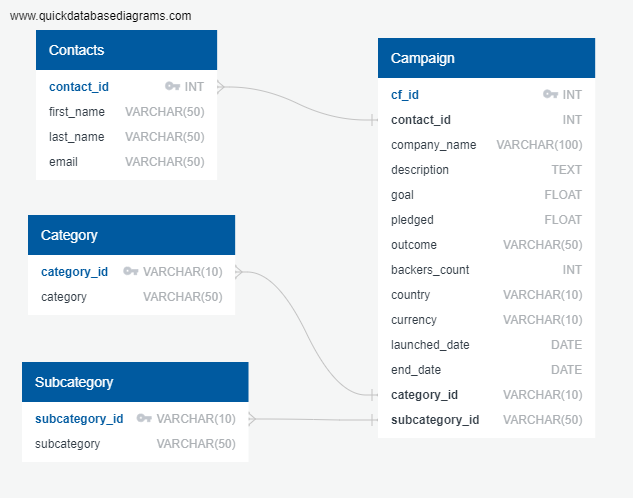 www.quickdatabasediagrams.com
Contacts
contact_id INT
first_name VARCHAR(50)
last_name VARCHAR(50)
email VARCHAR(50)
Category
category_id VARCHAR(10)
category VARCHAR(50)
Subcategory
subcategory_id VARCHAR(10)
subcategory VARCHAR(50)
Campaign
cf_id INT
contact_id INT
company_name VARCHAR(100)
description TEXT
goal FLOAT
pledged FLOAT
outcome VARCHAR(50)
backers_count INT
country VARCHAR(10)
currency VARCHAR(10)
launched_date DATE
end_date DATE
category_id VARCHAR(10)
subcategory_id VARCHAR(50)